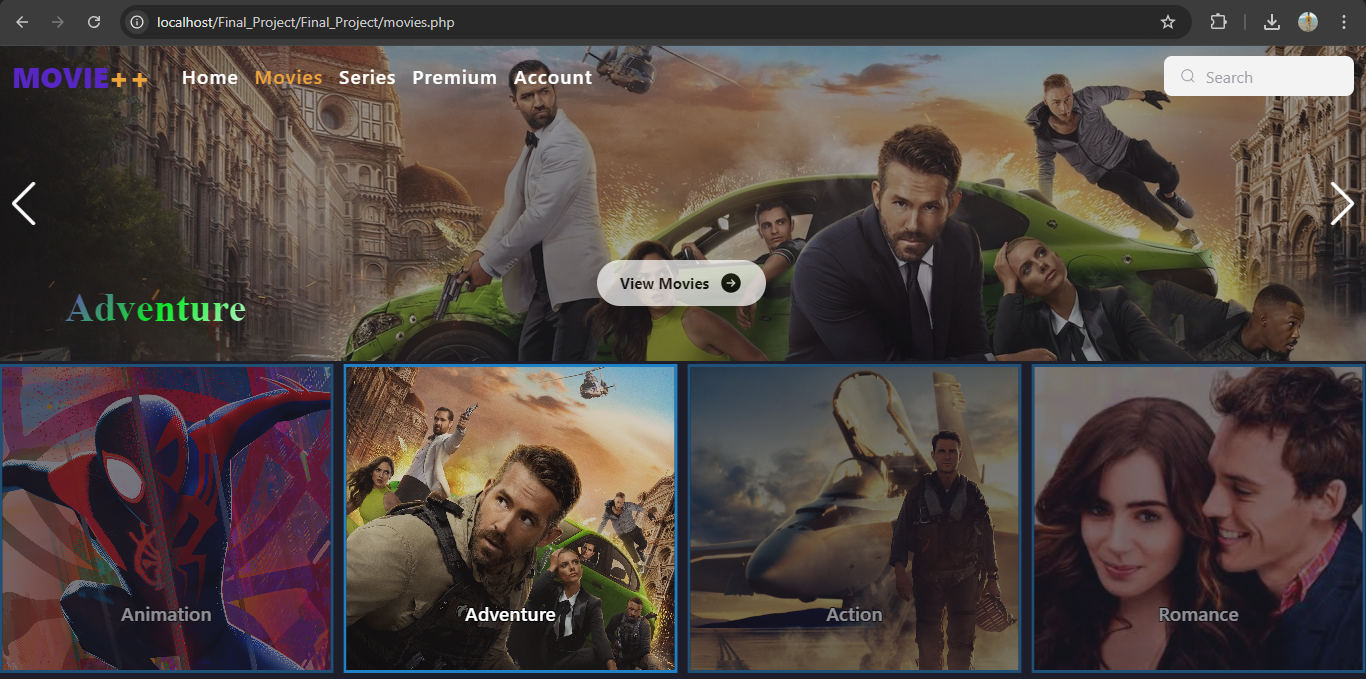 localhost/Final_Project/Final_Project/movies.php
MOVIE++ Home Movies Series Premium Account Search
View Movies
Adventure
Animation Adventure Action Romance